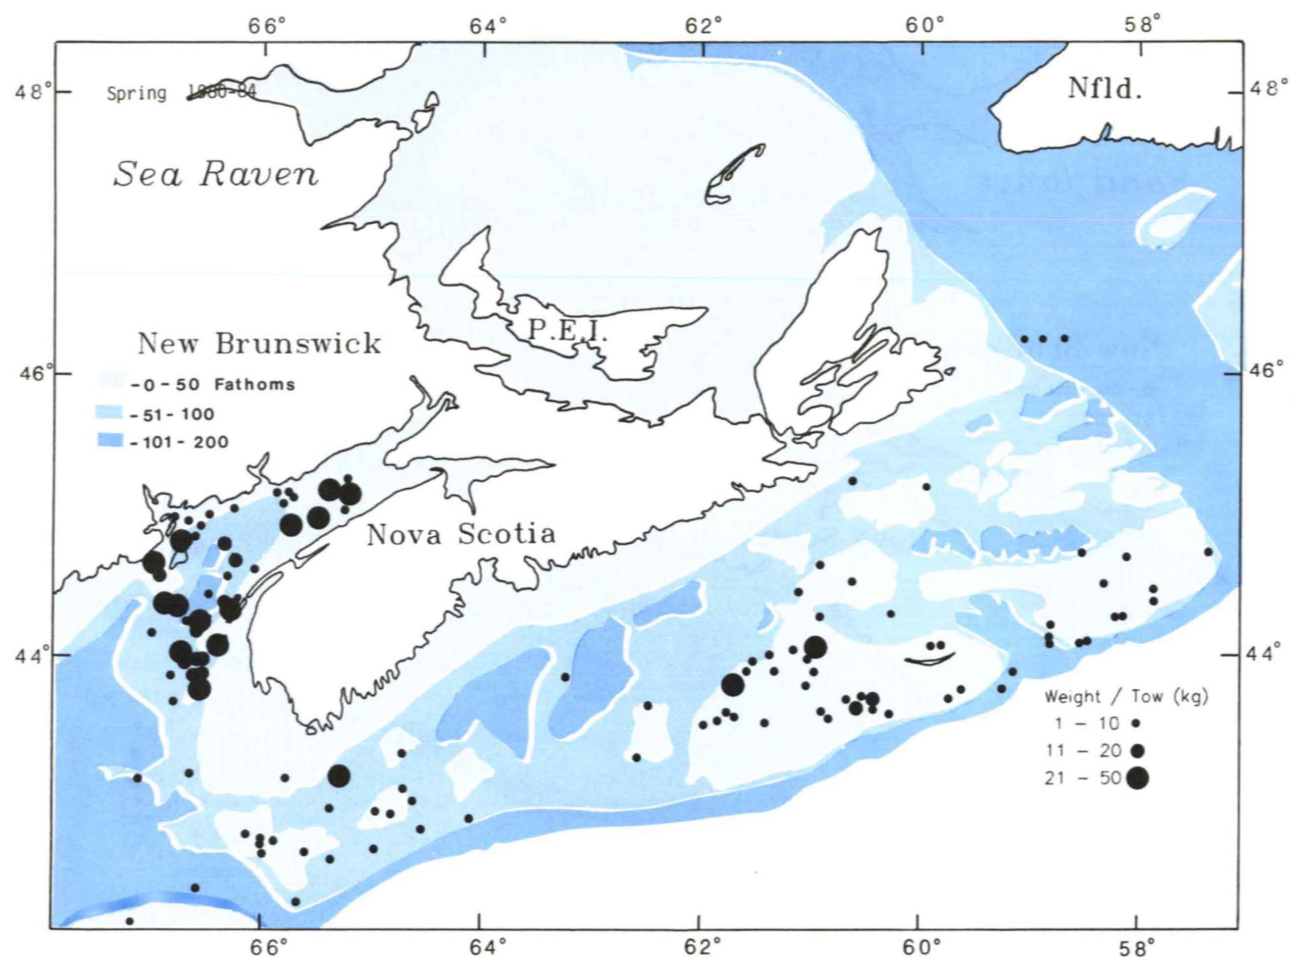 66° 64° 62° 60° 58°
48° 48°
Spring 1980-84
Nfld.
Sea Raven
P.E.I.
New Brunswick
46° 46°
-0-50 Fathoms
-51-100
-101-200
Nova Scotia
44° 44°
Weight / Tow (kg)
1 - 10
11 - 20
21 - 50
66° 64° 62° 60° 58°